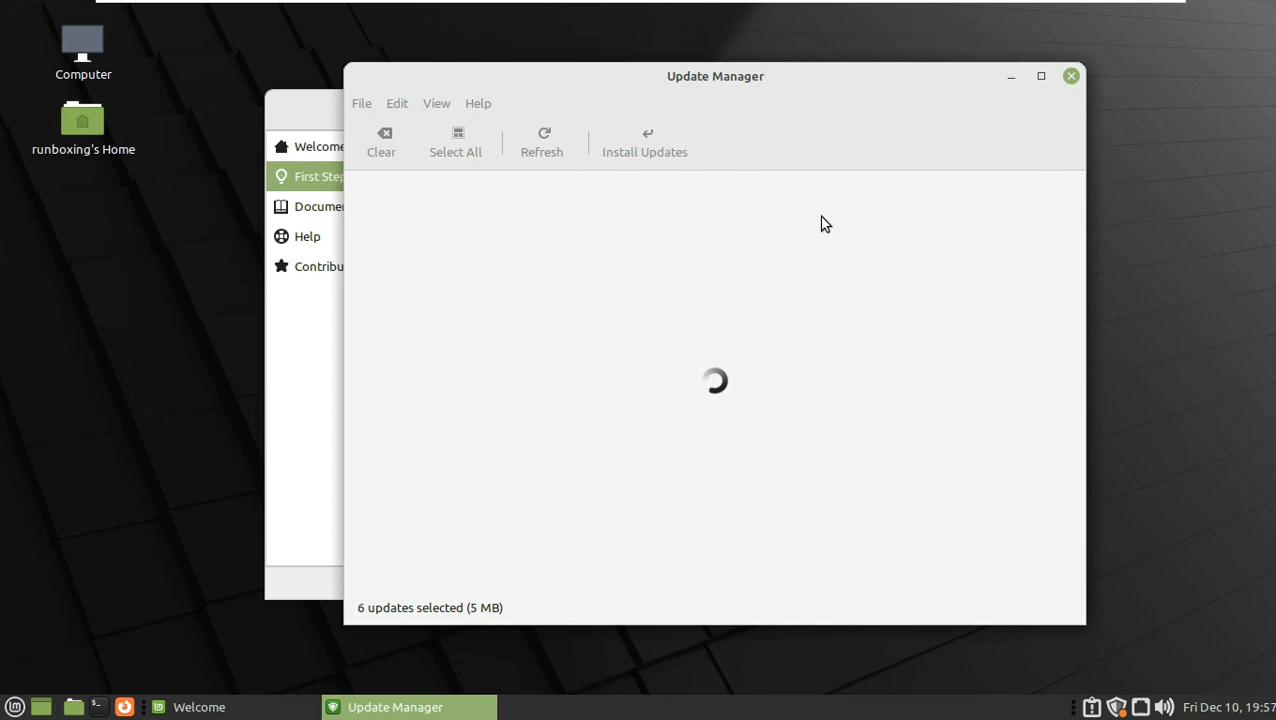 Computer
runboxing's Home
Update Manager
File Edit View Help
Clear Select All Refresh Install Updates
Welcome
First Step
Documen
Help
Contribu
6 updates selected (5 MB)
Welcome Update Manager Fri Dec 10, 19:57